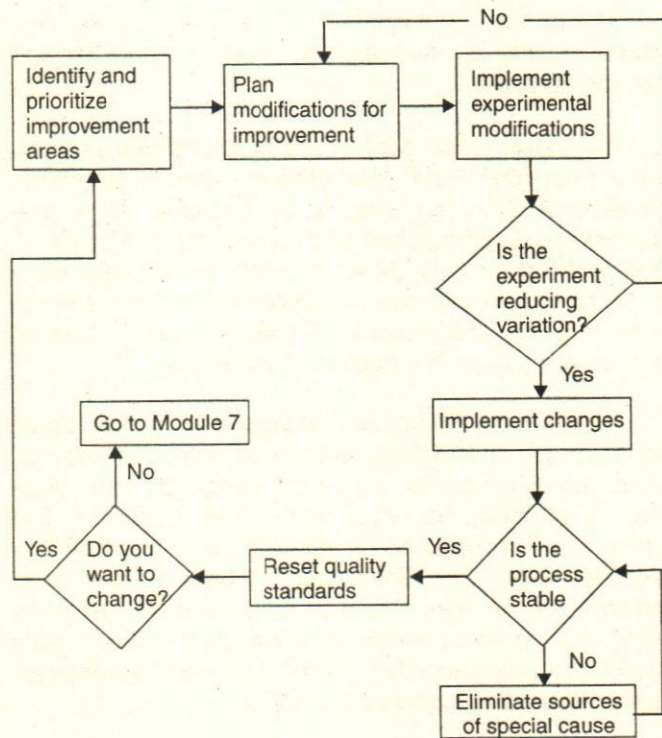 No
Identify and
prioritize
improvement
areas
Plan
modifications for
improvement
Implement
experimental
modifications
Is the
experiment
reducing
variation?
Yes
Implement changes
Is the
process
stable
Yes
No
Eliminate sources
of special cause
Reset quality
standards
Do you
want to
change?
Yes
No
Go to Module 7